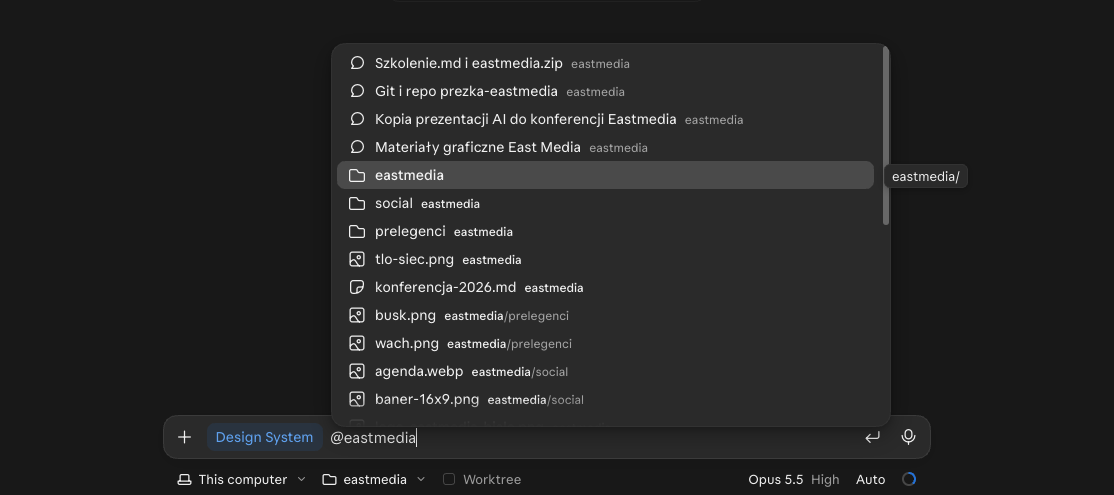 Szkolenie.md i eastmedia.zip eastmedia
Git i repo prezka-eastmedia eastmedia
Kopia prezentacji AI do konferencji Eastmedia eastmedia
Materiały graficzne East Media eastmedia
eastmedia eastmedia/
social eastmedia
prelegenci eastmedia
tlo-siec.png eastmedia
konferencja-2026.md eastmedia
busk.png eastmedia/prelegenci
wach.png eastmedia/prelegenci
agenda.webp eastmedia/social
baner-16x9.png eastmedia/social
Design System @eastmedia
This computer eastmedia Worktree Opus 5.5 High Auto